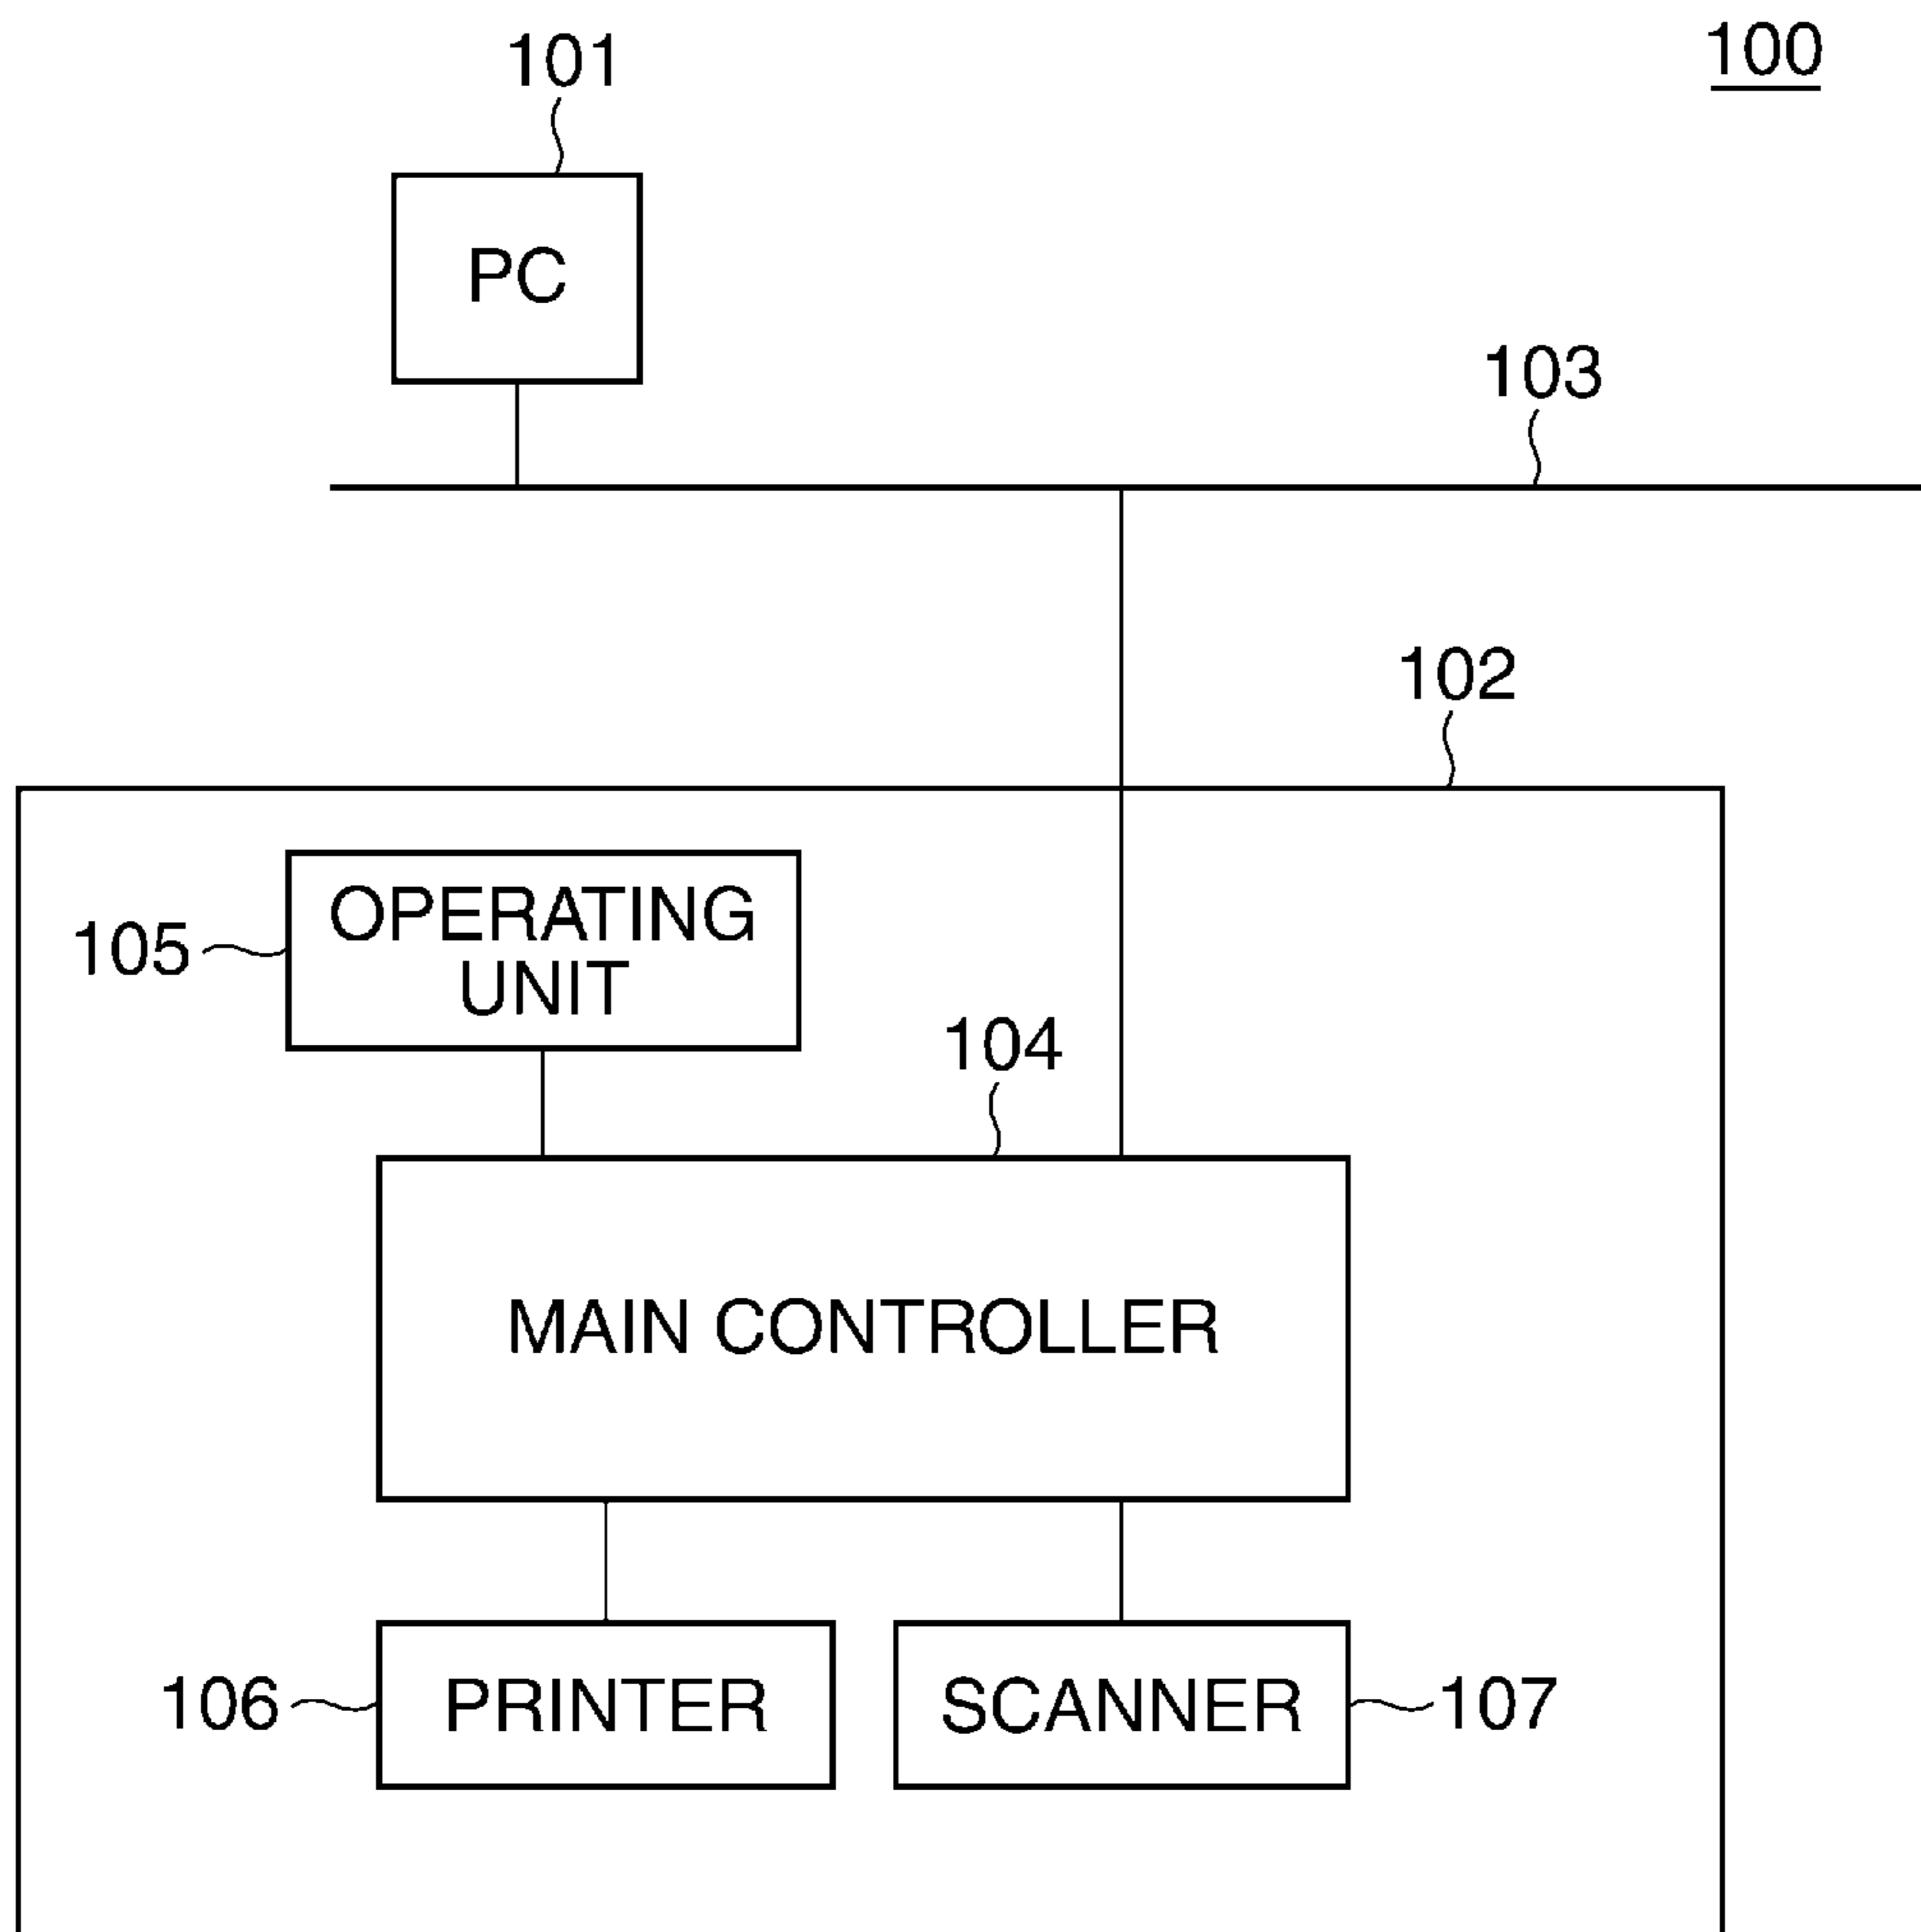 100
101
PC
103
102
OPERATING
UNIT
105
104
MAIN CONTROLLER
106
PRINTER
SCANNER
107